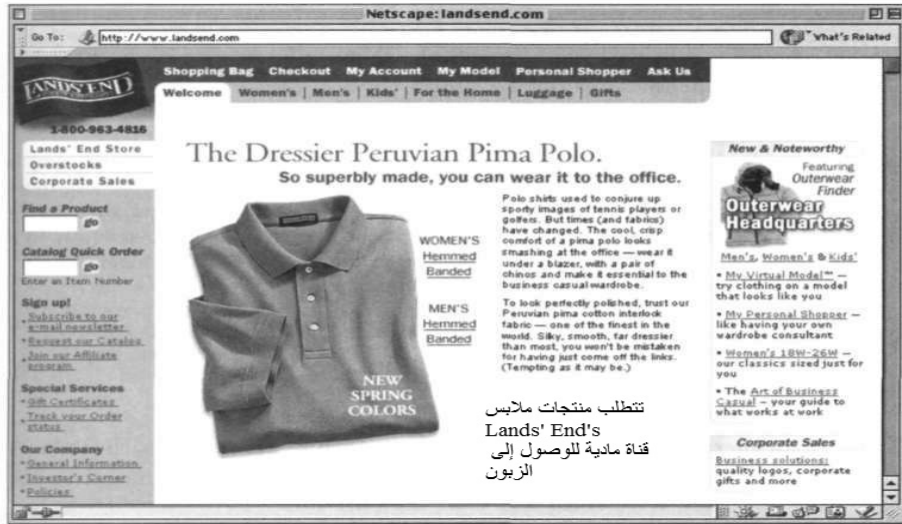 Netscape: landsend.com
Go To: http://www.landsend.com What's Related
LANDS' END
1-800-963-4816
Shopping Bag Checkout My Account My Model Personal Shopper Ask Us
Welcome Women's | Men's | Kids' | For the Home | Luggage | Gifts
Lands' End Store
Overstocks
Corporate Sales
Find a Product
go
Catalog Quick Order
go
Enter an Item Number
Sign up!
Subscribe to our
e-mail newsletter
Request our Catalog
Join our Affiliate
program
Special Services
Gift Certificates
Track your Order
status
Our Company
General Information
Investor's Corner
Policies
The Dressier Peruvian Pima Polo.
So superbly made, you can wear it to the office.
WOMEN'S
Hemmed
Banded
MEN'S
Hemmed
Banded
NEW
SPRING
COLORS
Polo shirts used to conjure up
sporty images of tennis players or
golfers. But times (and fabrics)
have changed. The cool, crisp
comfort of a pima polo looks
smashing at the office — wear it
under a blazer, with a pair of
chinos and make it essential to the
business casual wardrobe.
To look perfectly polished, trust our
Peruvian pima cotton interlock
fabric — one of the finest in the
world. Silky, smooth, far dressier
than most, you won't be mistaken
for having just come off the links.
(Tempting as it may be.)
تتطلب منتجات ملابس
Lands' End's
قناة مادية للوصول إلى
الزبون
New & Noteworthy
Featuring
Outerwear
Finder
Outerwear
Headquarters
Men's, Women's & Kids'
• My Virtual Model™ —
try clothing on a model
that looks like you
• My Personal Shopper —
like having your own
wardrobe consultant
• Women's 18W-26W —
our classics sized just for
you
• The Art of Business
Casual – your guide to
what works at work
Corporate Sales
Business solutions:
quality logos, corporate
gifts and more